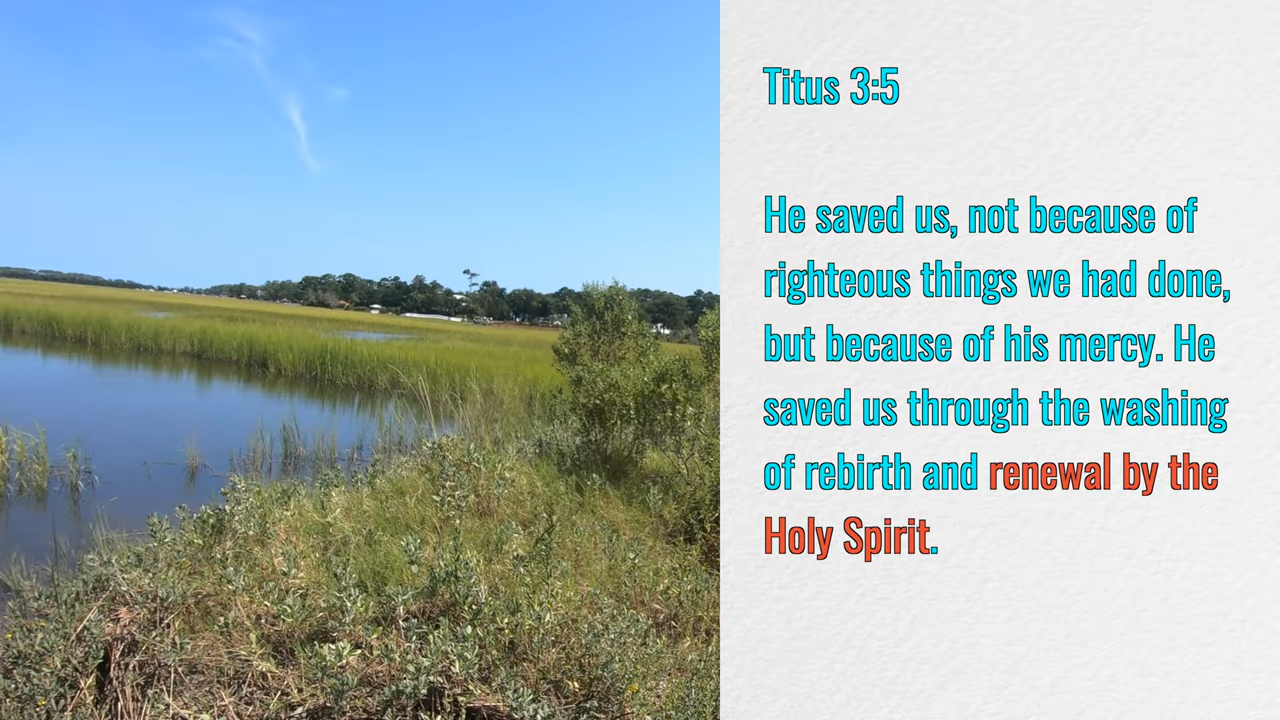 Titus 3:5
He saved us, not because of
righteous things we had done,
but because of his mercy. He
saved us through the washing
of rebirth and renewal by the
Holy Spirit.